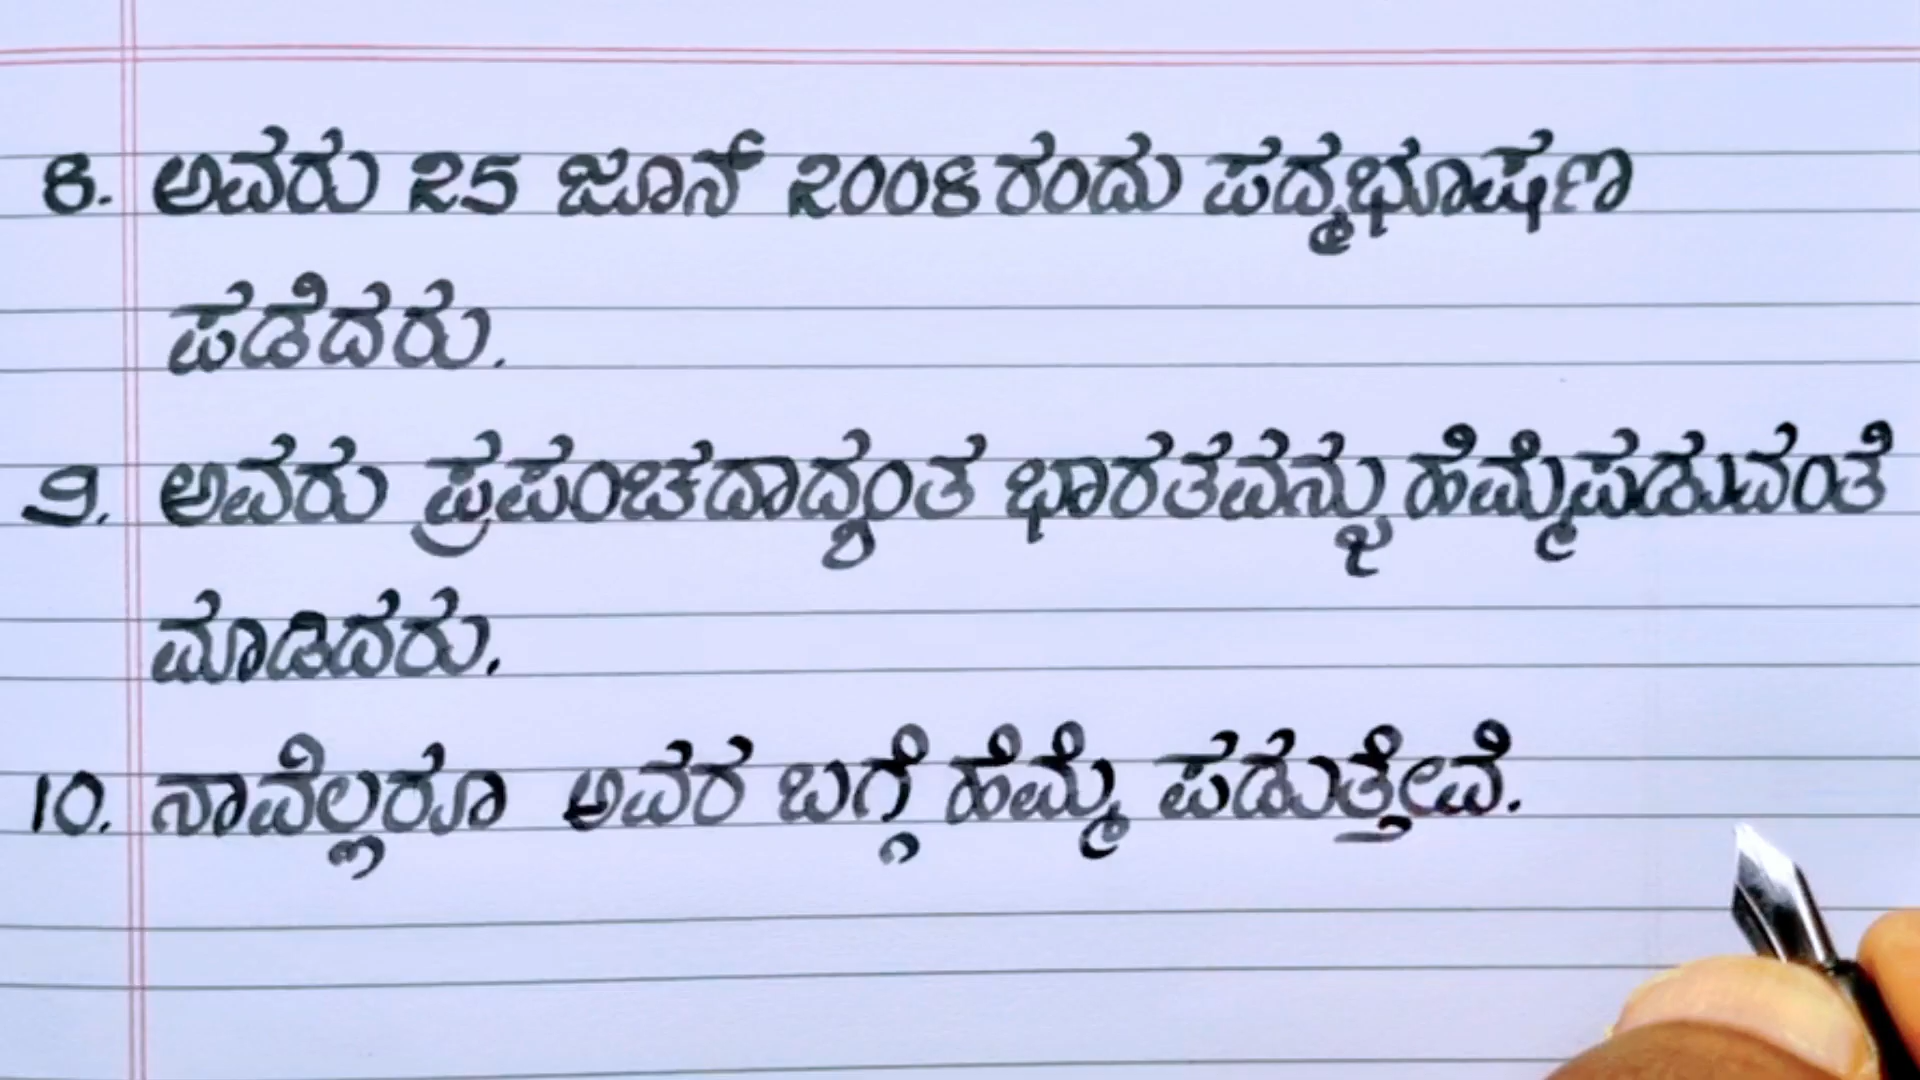 8. ಅವರು 25 ಜೂನ್ 2008 ರಂದು ಪದ್ಮಭೂಷಣ
ಪಡೆದರು.
9. ಅವರು ಪ್ರಪಂಚದಾದ್ಯಂತ ಭಾರತವನ್ನು ಹೆಮ್ಮೆಪಡುವಂತೆ
ಮಾಡಿದರು.
10. ನಾವೆಲ್ಲರೂ ಅವರ ಬಗ್ಗೆ ಹೆಮ್ಮೆ ಪಡುತ್ತೇವೆ.